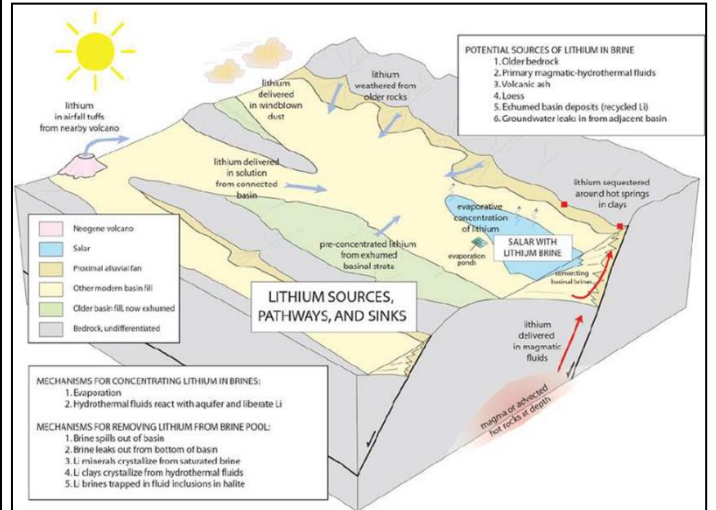 POTENTIAL SOURCES OF LITHIUM IN BRINE
1. Older bedrock
2. Primary magmatic-hydrothermal fluids
3. Volcanic ash
4. Loess
5. Exhumed basin deposits (recycled Li)
6. Groundwater leaks in from adjacent basin
lithium
in airfall tuffs
from nearby volcano
lithium
delivered
in windblown
dust
lithium
weathered from
older rocks
lithium delivered
in solution
from connected
basin
lithium sequestered
around hot springs
in clays
evaporative
concentration
of lithium
SALAR WITH
LITHIUM BRINE
evaporation
ponds
pre-concentrated lithium
from exhumed
basinal strata
convecting
basinal brines
Neogene volcano
Salar
Proximal alluvial fan
Other modern basin fill
Older basin fill, now exhumed
Bedrock, undifferentiated
LITHIUM SOURCES,
PATHWAYS, AND SINKS
lithium
delivered
in magmatic
fluids
magma or advected
hot rocks at depth
MECHANISMS FOR CONCENTRATING LITHIUM IN BRINES:
1. Evaporation
2. Hydrothermal fluids react with aquifer and liberate Li
MECHANISMS FOR REMOVING LITHIUM FROM BRINE POOL:
1. Brine spills out of basin
2. Brine leaks out from bottom of basin
3. Li minerals crystallize from saturated brine
4. Li clays crystallize from hydrothermal fluids
5. Li brines trapped in fluid inclusions in halite